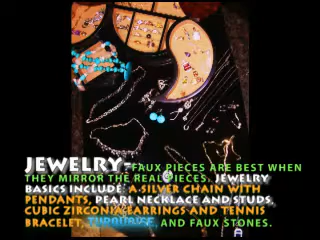 JEWELRY: FAUX PIECES ARE BEST WHEN
THEY MIRROR THE REAL PIECES. JEWELRY
BASICS INCLUDE: A SILVER CHAIN WITH
PENDANTS, PEARL NECKLACE AND STUDS,
CUBIC ZIRCONIA EARRINGS AND TENNIS
BRACELET, TURQUOISE, AND FAUX STONES.